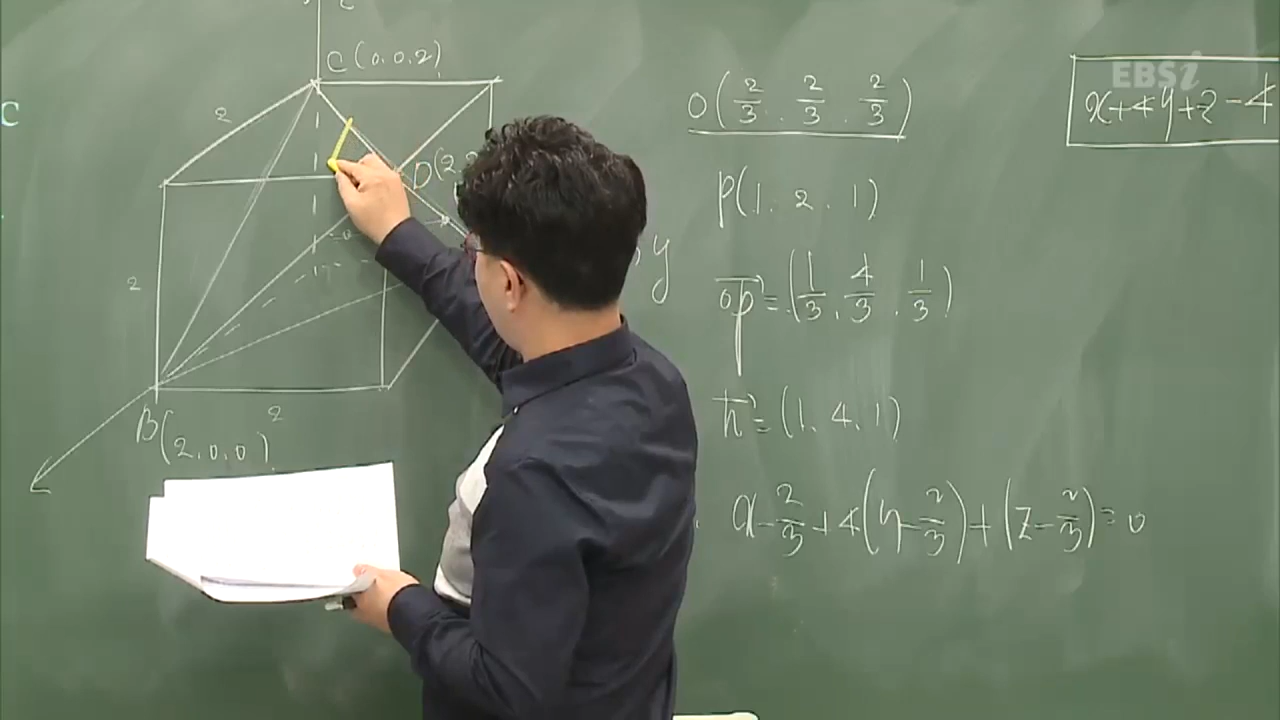 C
C(0,0,2)
2
D(2,2
2
y
B(2,0,0)
2
O(2/3, 2/3, 2/3)
P(1, 2, 1)
OP⃗ = (1/3, 4/3, 1/3)
h⃗ = (1, 4, 1)
x-2/3+4(y-2/3)+(z-2/3)=0
EBSi
x+4y+z-4